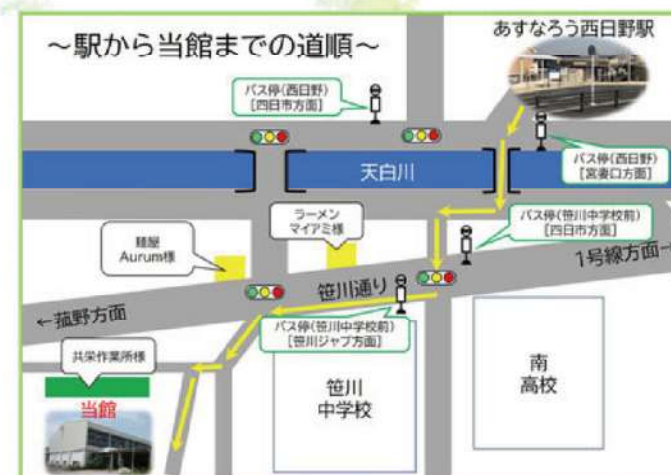 ～駅から当館までの道順～
あすなろう西日野駅
バス停(西日野)
[四日市方面]
バス停(西日野)
[宮妻口方面]
天白川
バス停(笹川中学校前)
[四日市方面]
ラーメン
マイアミ様
麺屋
Aurum様
1号線方面→
笹川通り
←菰野方面
バス停(笹川中学校前)
[笹川ジャブ方面]
共栄作業所様
当館
笹川
中学校
南
高校